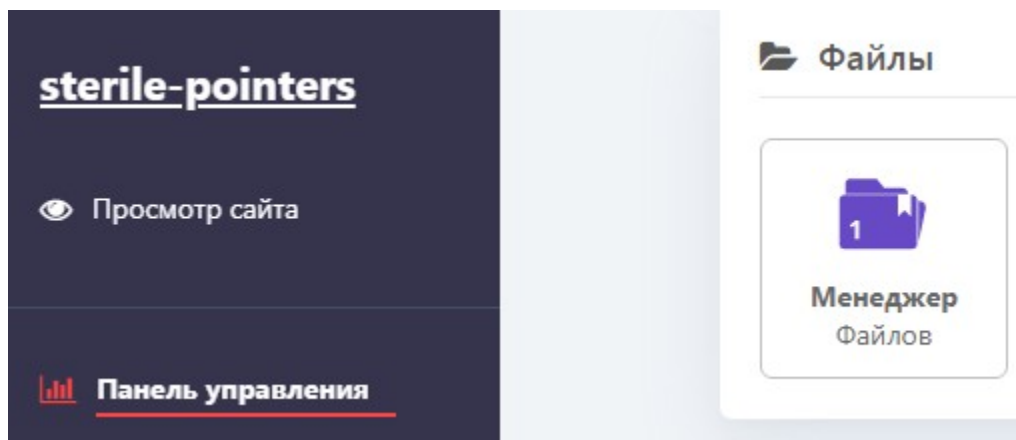 sterile-pointers
Просмотр сайта
Панель управления
Файлы
1
Менеджер
Файлов